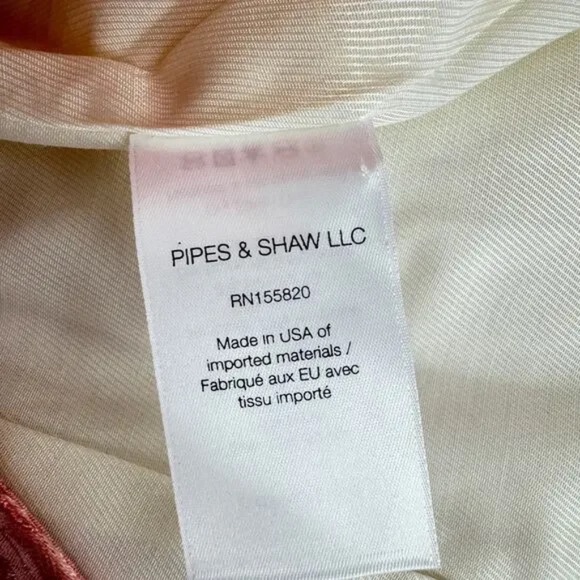 PIPES & SHAW LLC
RN155820
Made in USA of
imported materials /
Fabriqué aux EU avec
tissu importé